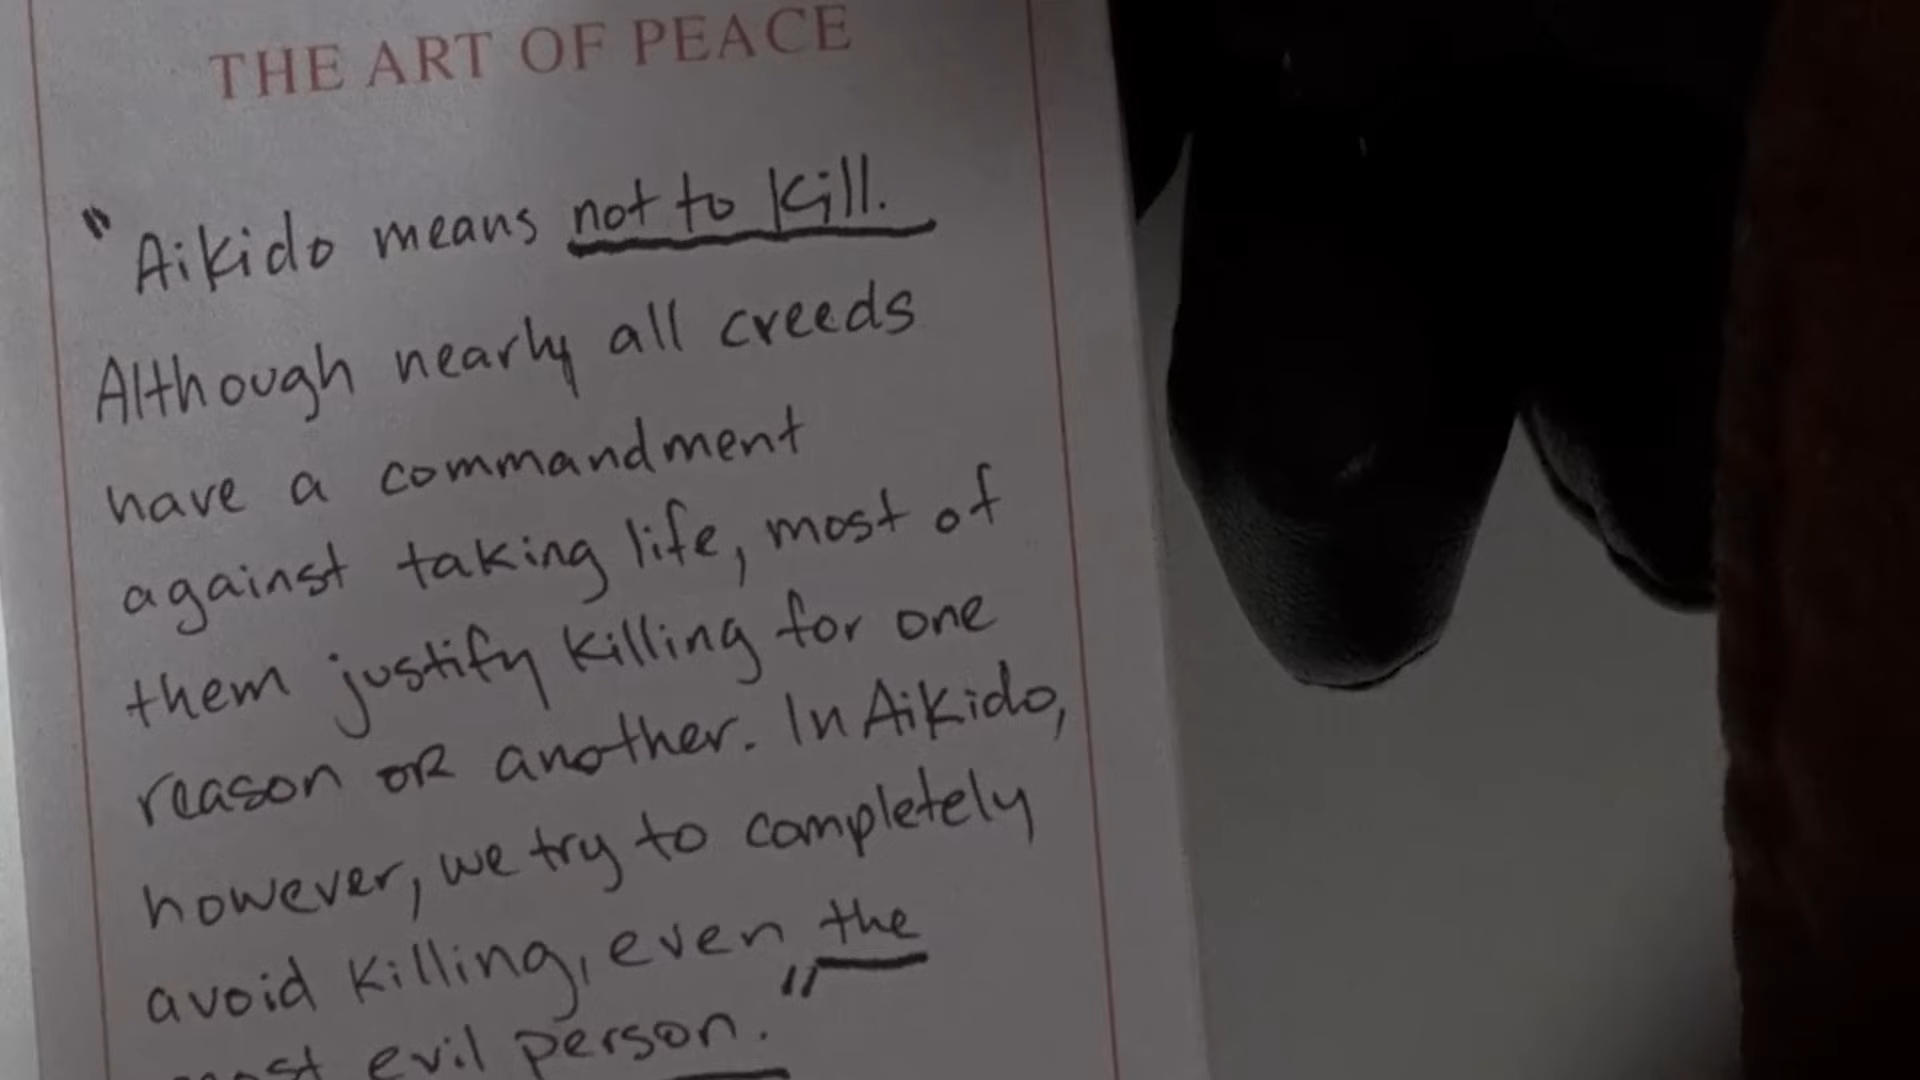 THE ART OF PEACE
"Aikido means not to kill.
Although nearly all creeds
have a commandment
against taking life, most of
them justify killing for one
reason or another. In Aikido,
however, we try to completely
avoid killing, even the
most evil person."